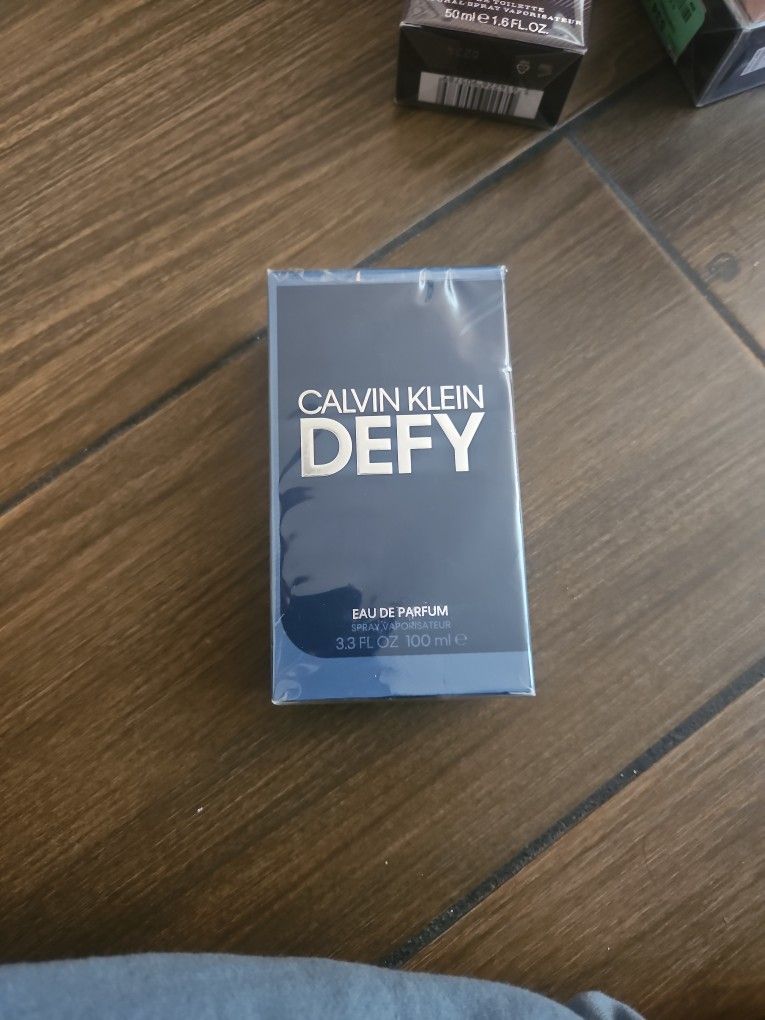 50 ml e 1.6 FL.OZ.
CALVIN KLEIN
DEFY
EAU DE PARFUM
SPRAY VAPORISATEUR
3.3 FL OZ 100 ml e